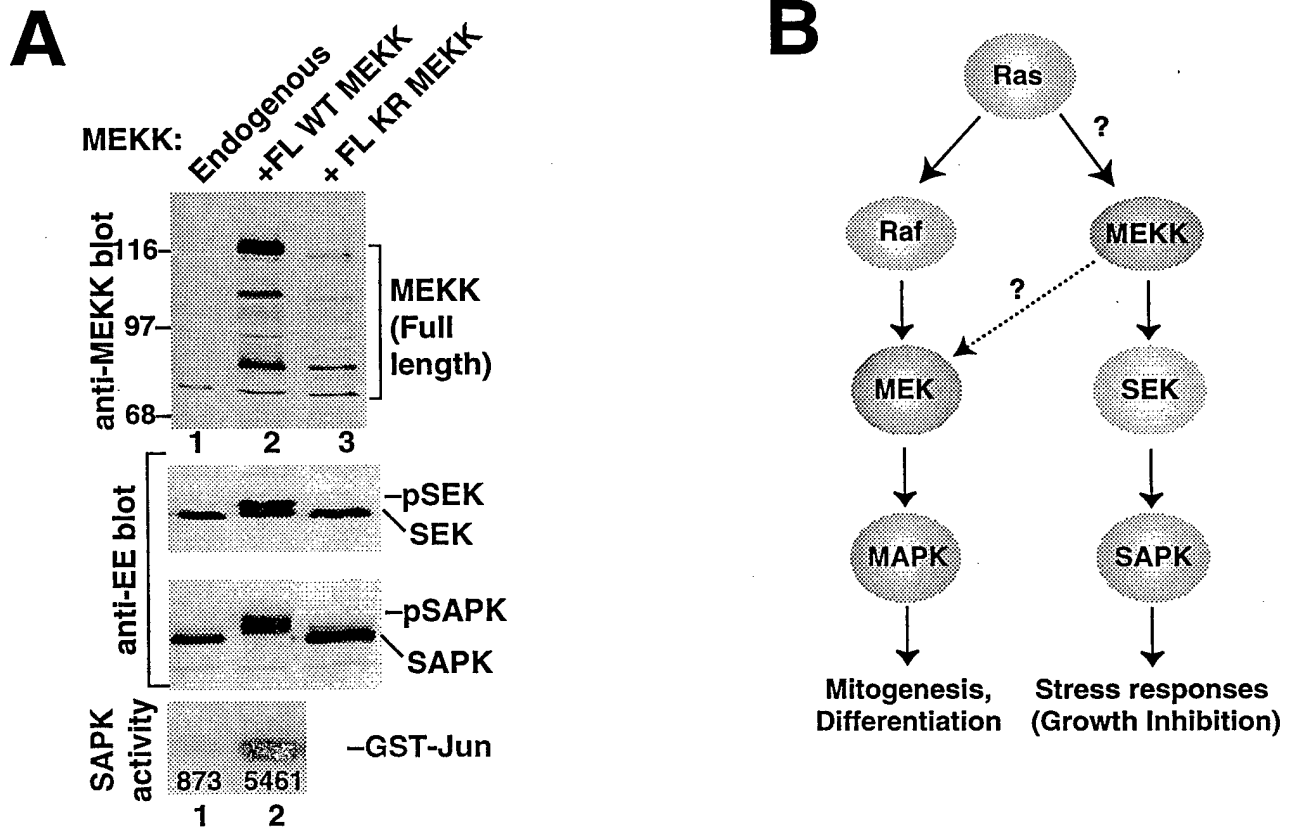 A
MEKK:
Endogenous
+FL WT MEKK
+ FL KR MEKK
anti-MEKK blot
116–
97–
68–
MEKK
(Full
length)
1 2 3
anti-EE blot
–pSEK
SEK
–pSAPK
SAPK
SAPK
activity
873 5461
–GST-Jun
1 2
B
Ras
?
Raf
MEKK
?
MEK
SEK
MAPK
SAPK
Mitogenesis,
Differentiation
Stress responses
(Growth Inhibition)